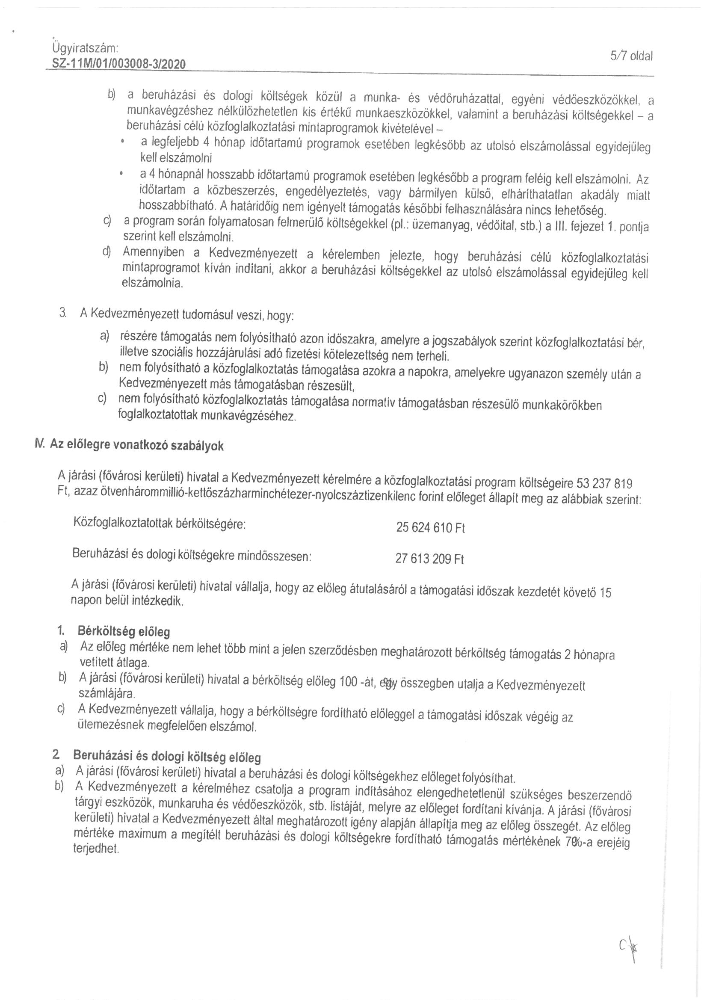 Ügyiratszám:
SZ-11M/01/003008-3/2020
5/7 oldal
b) a beruházási és dologi költségek közül a munka- és védőruházattal, egyéni védőeszközökkel, a
munkavégzéshez nélkülözhetetlen kis értékű munkaeszközökkel, valamint a beruházási költségekkel – a
beruházási célú közfoglalkoztatási mintaprogramok kivételével –
• a legfeljebb 4 hónap időtartamú programok esetében legkésőbb az utolsó elszámolással egyidejűleg
kell elszámolni
• a 4 hónapnál hosszabb időtartamú programok esetében legkésőbb a program feléig kell elszámolni. Az
időtartam a közbeszerzés, engedélyeztetés, vagy bármilyen külső, elháríthatatlan akadály miatt
hosszabbítható. A határidőig nem igényelt támogatás későbbi felhasználására nincs lehetőség.
c) a program során folyamatosan felmerülő költségekkel (pl.: üzemanyag, védőital, stb.) a III. fejezet 1. pontja
szerint kell elszámolni.
d) Amennyiben a Kedvezményezett a kérelemben jelezte, hogy beruházási célú közfoglalkoztatási
mintaprogramot kíván indítani, akkor a beruházási költségekkel az utolsó elszámolással egyidejűleg kell
elszámolnia.
3. A Kedvezményezett tudomásul veszi, hogy:
a) részére támogatás nem folyósítható azon időszakra, amelyre a jogszabályok szerint közfoglalkoztatási bér,
illetve szociális hozzájárulási adó fizetési kötelezettség nem terheli.
b) nem folyósítható a közfoglalkoztatás támogatása azokra a napokra, amelyekre ugyanazon személy után a
Kedvezményezett más támogatásban részesült,
c) nem folyósítható közfoglalkoztatás támogatása normatív támogatásban részesülő munkakörökben
foglalkoztatottak munkavégzéséhez.
IV. Az előlegre vonatkozó szabályok
A járási (fővárosi kerületi) hivatal a Kedvezményezett kérelmére a közfoglalkoztatási program költségeire 53 237 819
Ft, azaz ötvenhárommillió-kettőszázharminchétezer-nyolcszáztizenkilenc forint előleget állapít meg az alábbiak szerint:
Közfoglalkoztatottak bérköltségére: 25 624 610 Ft
Beruházási és dologi költségekre mindösszesen: 27 613 209 Ft
A járási (fővárosi kerületi) hivatal vállalja, hogy az előleg átutalásáról a támogatási időszak kezdetét követő 15
napon belül intézkedik.
1. Bérköltség előleg
a) Az előleg mértéke nem lehet több mint a jelen szerződésben meghatározott bérköltség támogatás 2 hónapra
vetített átlaga.
b) A járási (fővárosi kerületi) hivatal a bérköltség előleg 100 -át, egy összegben utalja a Kedvezményezett
számlájára.
c) A Kedvezményezett vállalja, hogy a bérköltségre fordítható előleggel a támogatási időszak végéig az
ütemezésnek megfelelően elszámol.
2. Beruházási és dologi költség előleg
a) A járási (fővárosi kerületi) hivatal a beruházási és dologi költségekhez előleget folyósíthat.
b) A Kedvezményezett a kérelméhez csatolja a program indításához elengedhetetlenül szükséges beszerzendő
tárgyi eszközök, munkaruha és védőeszközök, stb. listáját, melyre az előleget fordítani kívánja. A járási (fővárosi
kerületi) hivatal a Kedvezményezett által meghatározott igény alapján állapítja meg az előleg összegét. Az előleg
mértéke maximum a megítélt beruházási és dologi költségekre fordítható támogatás mértékének 70%-a erejéig
terjedhet.